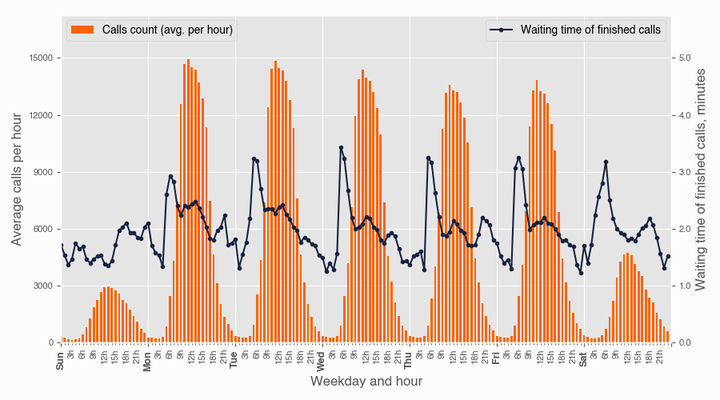 Calls count (avg. per hour)
Waiting time of finished calls
15000
12000
9000
6000
3000
0
5.0
4.0
3.0
2.0
1.0
0.0
Average calls per hour
Waiting time of finished calls, minutes
Sun 3h 6h 9h 12h 15h 18h 21h Mon 3h 6h 9h 12h 15h 18h 21h Tue 3h 6h 9h 12h 15h 18h 21h Wed 3h 6h 9h 12h 15h 18h 21h Thu 3h 6h 9h 12h 15h 18h 21h Fri 3h 6h 9h 12h 15h 18h 21h Sat 3h 6h 9h 12h 15h 18h 21h
Weekday and hour